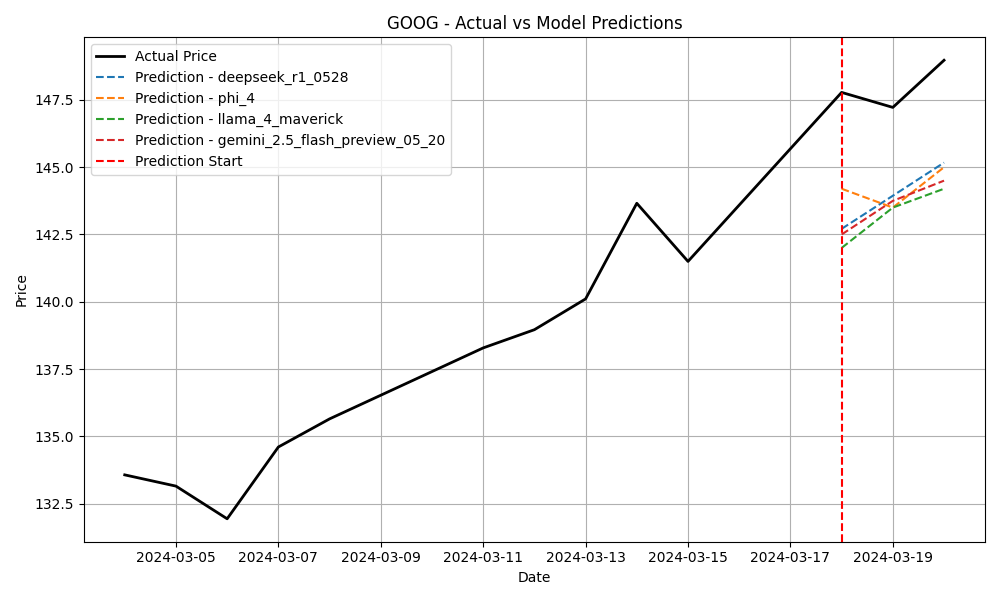 GOOG - Actual vs Model Predictions
Actual Price
Prediction - deepseek_r1_0528
Prediction - phi_4
Prediction - llama_4_maverick
Prediction - gemini_2.5_flash_preview_05_20
Prediction Start
Price
147.5
145.0
142.5
140.0
137.5
135.0
132.5
2024-03-05 2024-03-07 2024-03-09 2024-03-11 2024-03-13 2024-03-15 2024-03-17 2024-03-19
Date